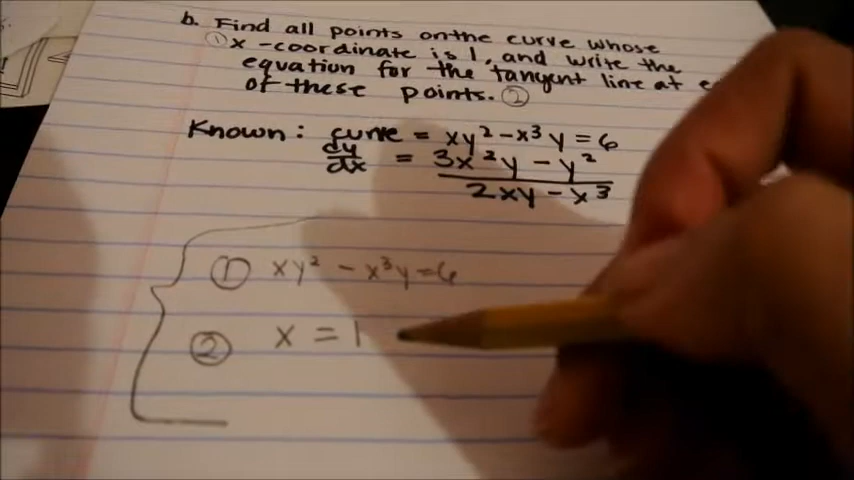 b. Find all points on the curve whose
① x-coordinate is 1, and write the
equation for the tangent line at
of these points. ②
Known: curve = xy² - x³y = 6
dy/dx = 3x²y - y² / 2xy - x³
① xy² - x³y = 6
② x = 1